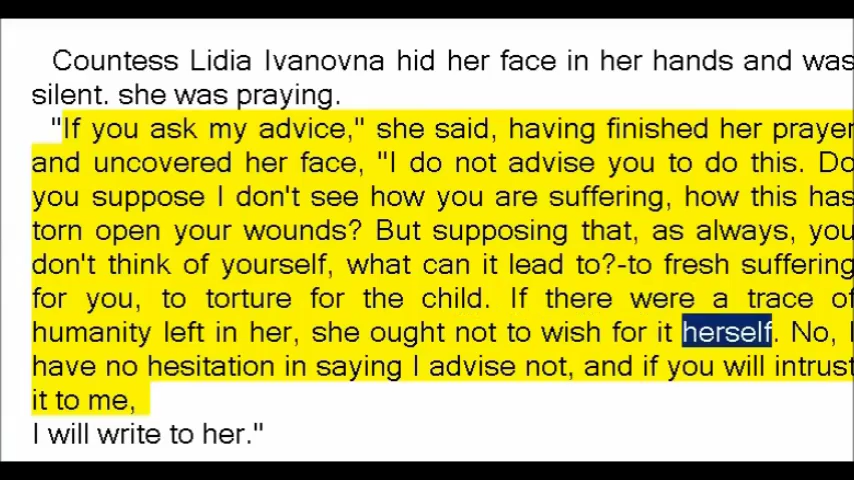 Countess Lidia Ivanovna hid her face in her hands and was
silent. she was praying.
"If you ask my advice," she said, having finished her prayer
and uncovered her face, "I do not advise you to do this. Do
you suppose I don't see how you are suffering, how this has
torn open your wounds? But supposing that, as always, you
don't think of yourself, what can it lead to?-to fresh suffering
for you, to torture for the child. If there were a trace of
humanity left in her, she ought not to wish for it herself. No, I
have no hesitation in saying I advise not, and if you will intrust
it to me,
I will write to her."